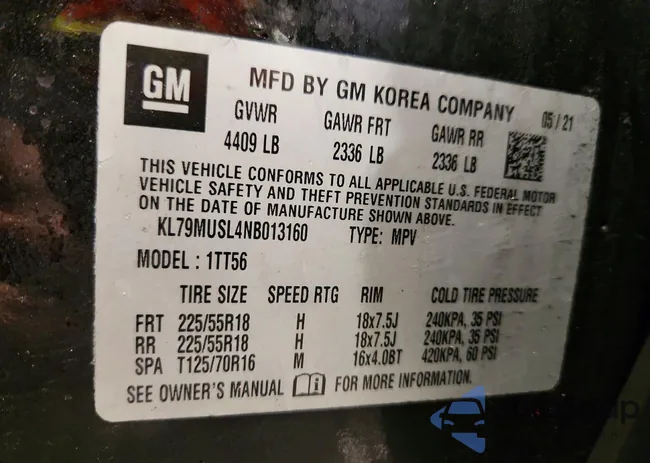 GM
MFD BY GM KOREA COMPANY 05/21
GVWR GAWR FRT GAWR RR
4409 LB 2336 LB 2336 LB
THIS VEHICLE CONFORMS TO ALL APPLICABLE U.S. FEDERAL MOTOR
VEHICLE SAFETY AND THEFT PREVENTION STANDARDS IN EFFECT
ON THE DATE OF MANUFACTURE SHOWN ABOVE.
KL79MUSL4NB013160 TYPE: MPV
MODEL: 1TT56
TIRE SIZE SPEED RTG RIM COLD TIRE PRESSURE
FRT 225/55R18 H 18x7.5J 240KPA, 35 PSI
RR 225/55R18 H 18x7.5J 240KPA, 35 PSI
SPA T125/70R16 M 16x4.0BT 420KPA, 60 PSI
SEE OWNER'S MANUAL FOR MORE INFORMATION.